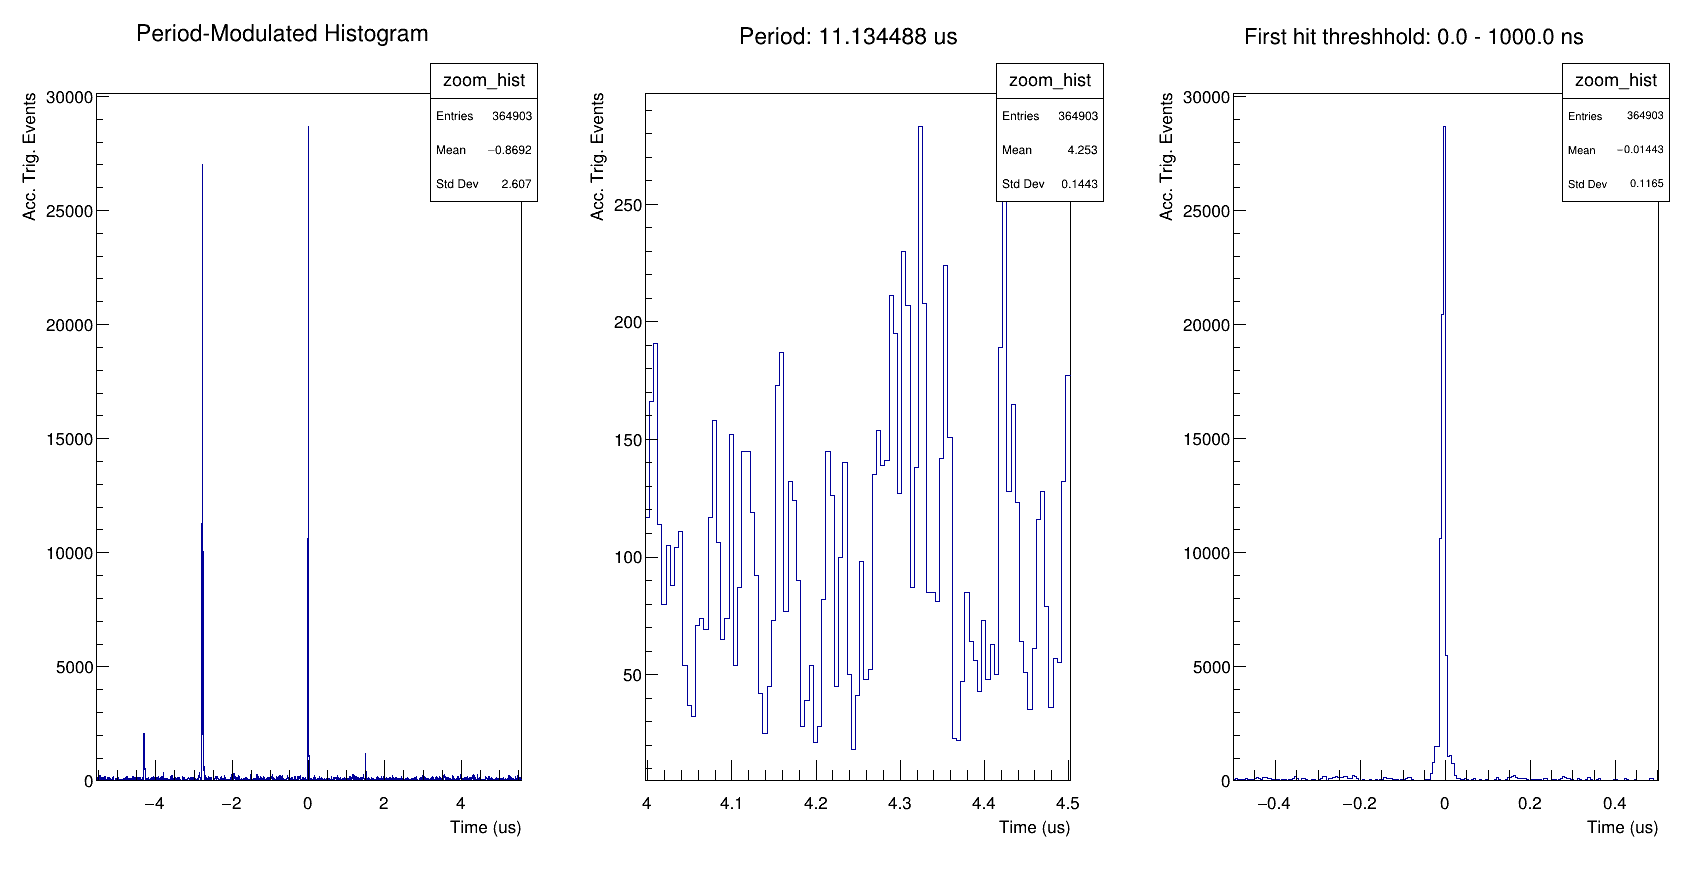 Period-Modulated Histogram
zoom_hist
Entries 364903
Mean −0.8692
Std Dev 2.607
Acc. Trig. Events
30000
25000
20000
15000
10000
5000
0
−4 −2 0 2 4
Time (us)
Period: 11.134488 us
zoom_hist
Entries 364903
Mean 4.253
Std Dev 0.1443
Acc. Trig. Events
250
200
150
100
50
4 4.1 4.2 4.3 4.4 4.5
Time (us)
First hit threshhold: 0.0 - 1000.0 ns
zoom_hist
Entries 364903
Mean −0.01443
Std Dev 0.1165
Acc. Trig. Events
30000
25000
20000
15000
10000
5000
0
−0.4 −0.2 0 0.2 0.4
Time (us)